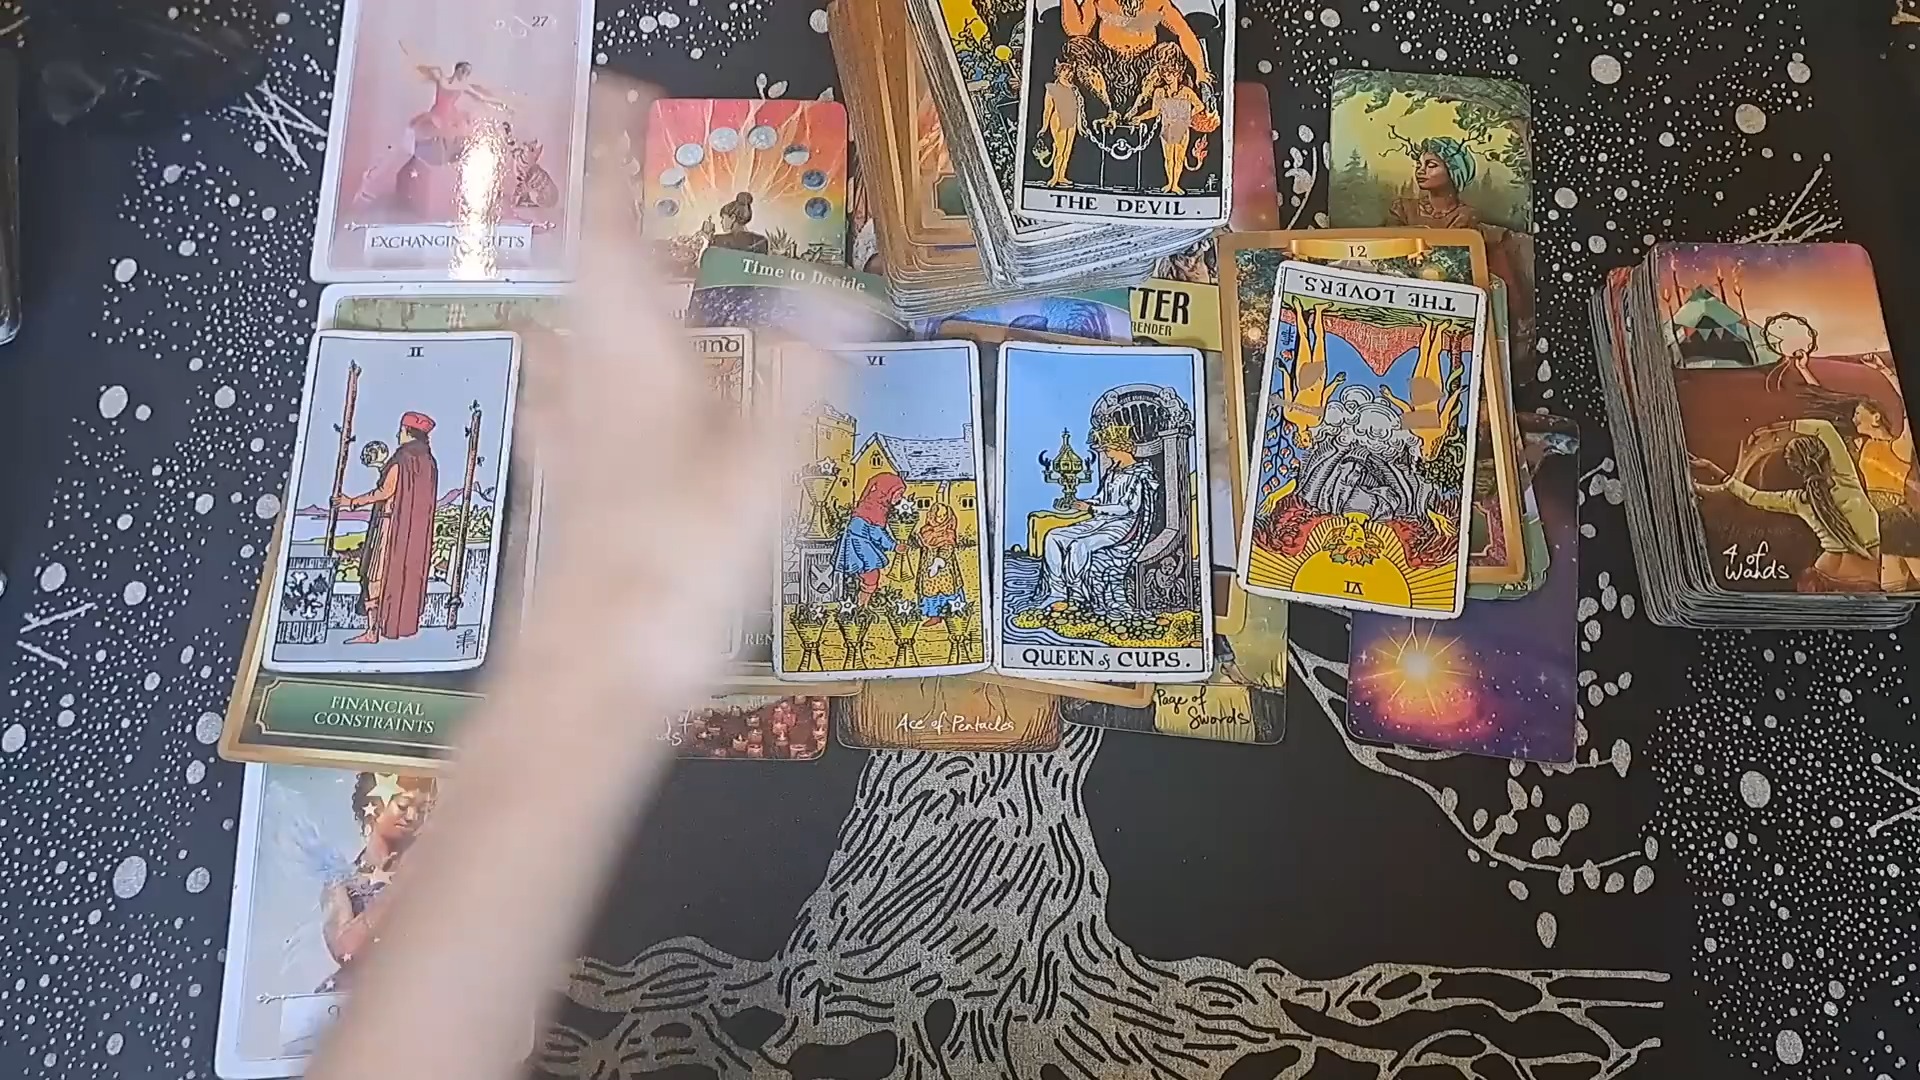 27
EXCHANGING GIFTS
THE DEVIL.
Time to Decide
TER
RENDER
12
THE LOVERS.
II
VI
QUEEN of CUPS.
VI
FINANCIAL
CONSTRAINTS
REN
Ace of Pentacles
Page of
Swords
4 of
Wands